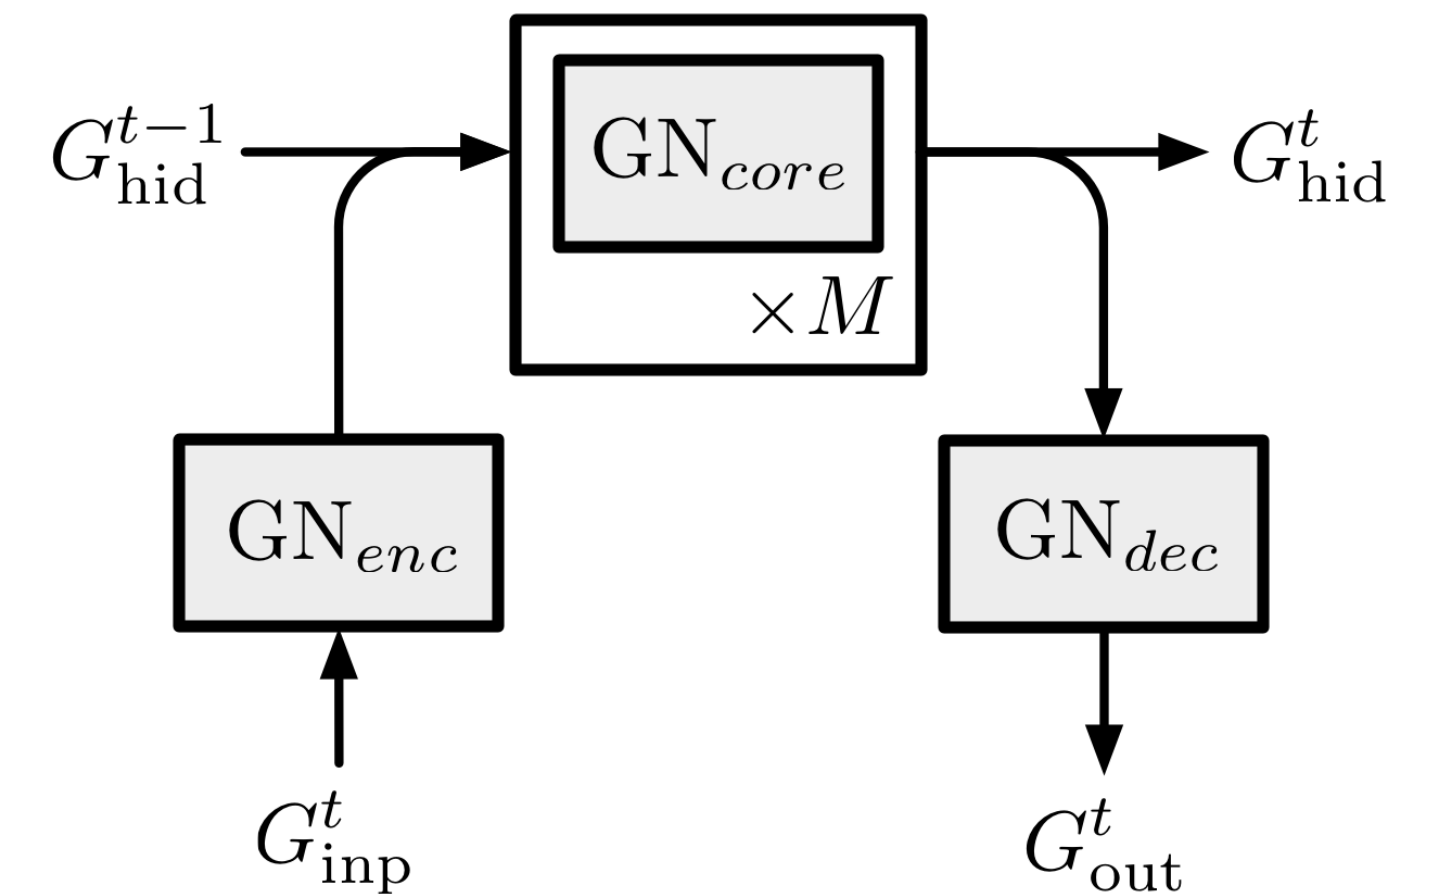 G^{t-1}_{hid}
GN_{core}
G^t_{hid}
×M
GN_{enc}
GN_{dec}
G^t_{inp}
G^t_{out}